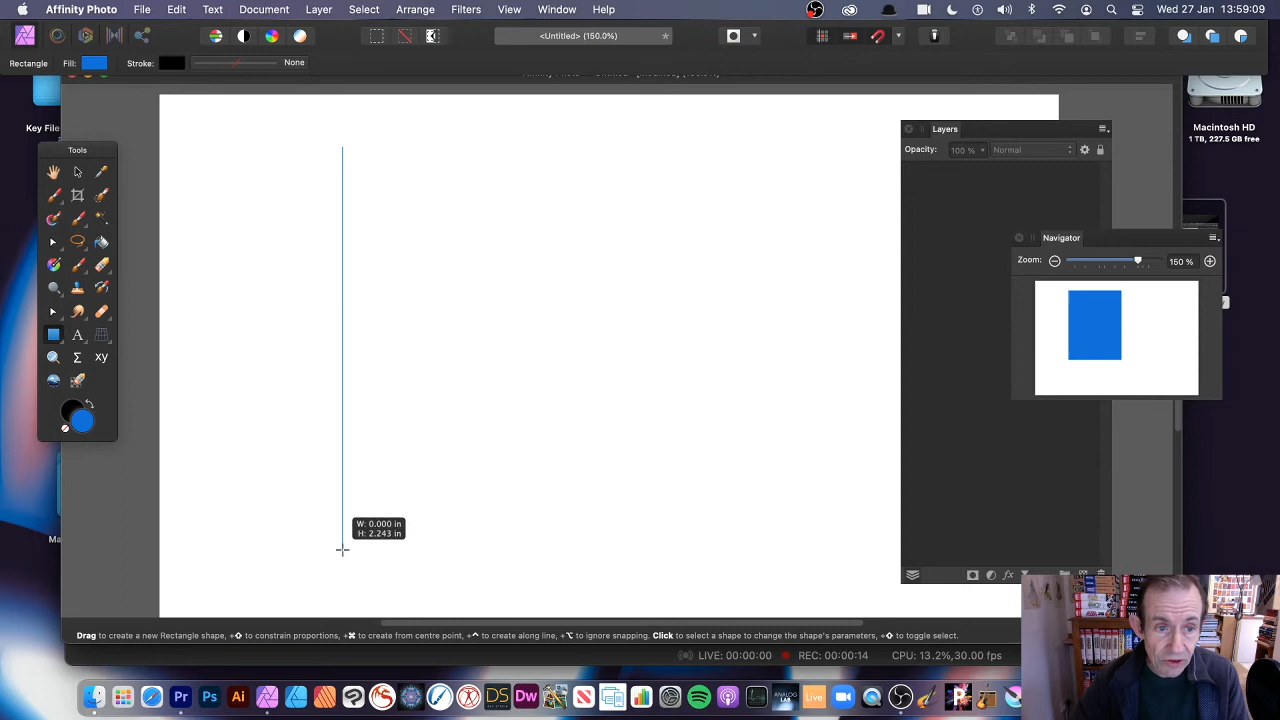 Affinity Photo File Edit Text Document Layer Select Arrange Filters View Window Help Wed 27 Jan 13:59:09
<Untitled> (150.0%)
Rectangle Fill: Stroke: None
Key File
Macintosh HD
1 TB, 227.5 GB free
Tools
Layers
Opacity: 100 % Normal
Navigator
Zoom: 150 %
W: 0.000 in
H: 2.243 in
Drag to create a new Rectangle shape, +⇧ to constrain proportions, +⌘ to create from centre point, +^ to create along line, +⌥ to ignore snapping. Click to select a shape to change the shape's parameters, +⇧ to toggle select.
LIVE: 00:00:00 REC: 00:00:14 CPU: 13.2%,30.00 fps